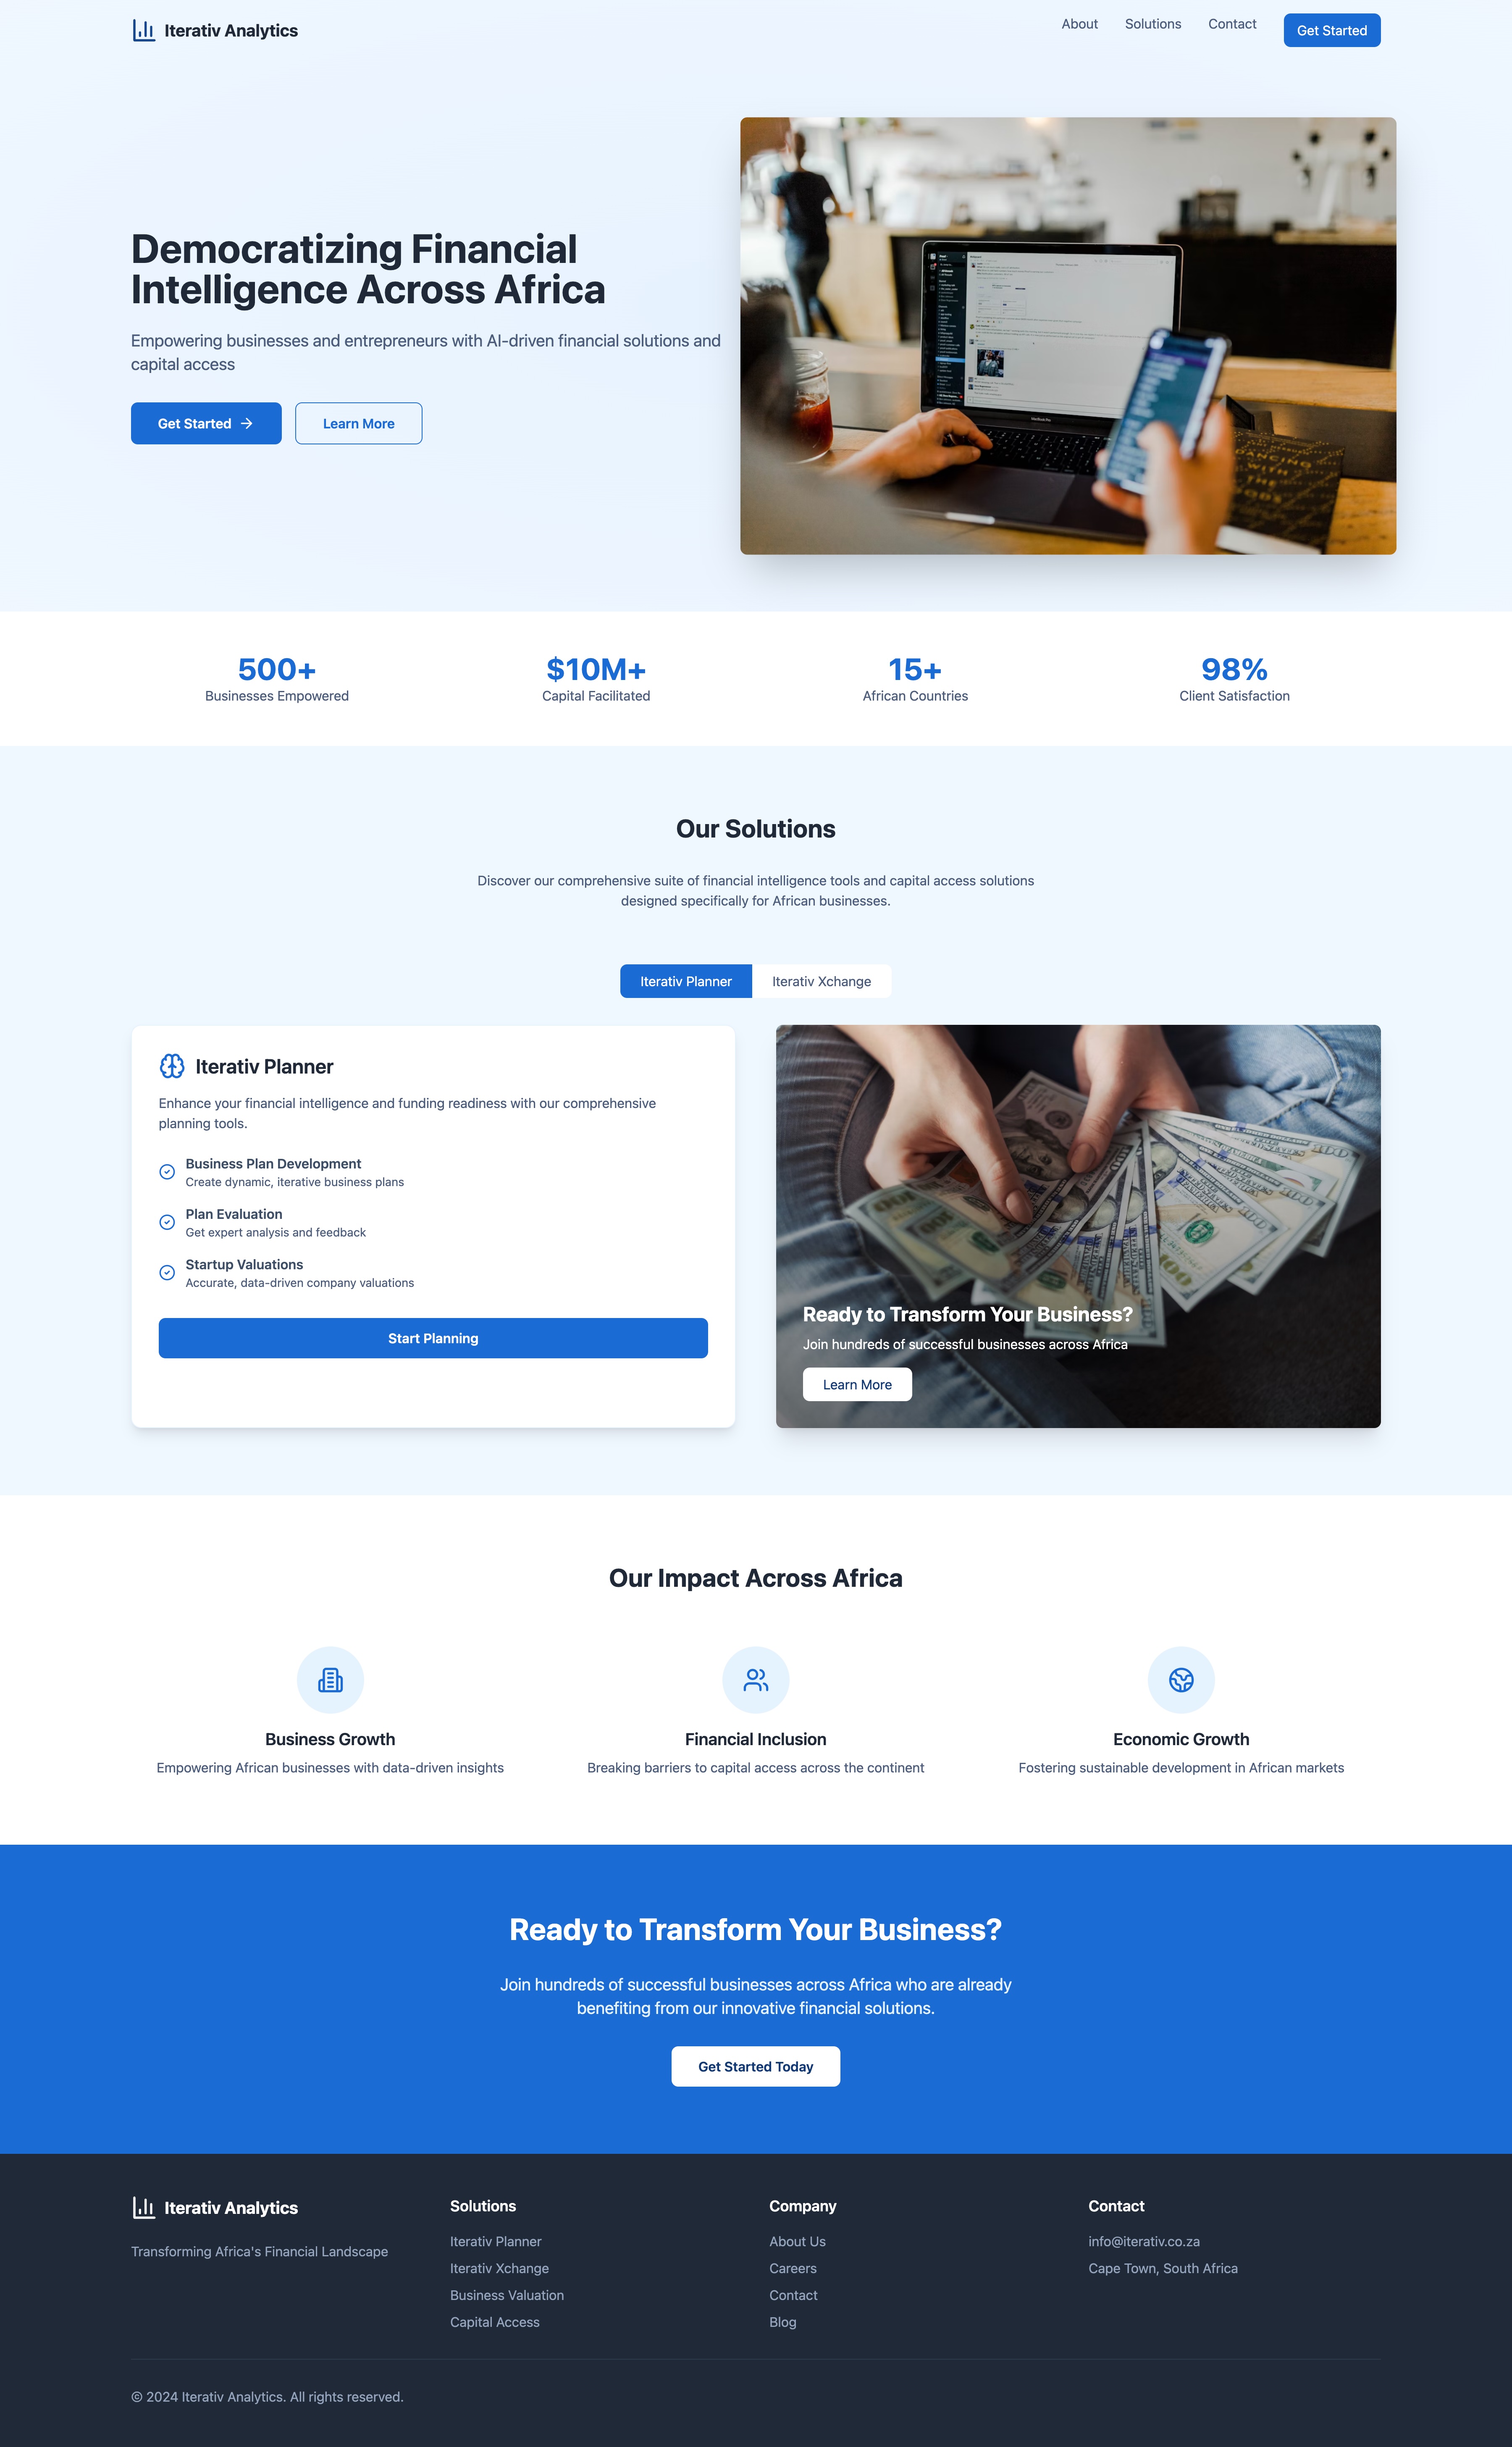 Iterativ Analytics
About
Solutions
Contact
Get Started
Democratizing Financial
Intelligence Across Africa
Empowering businesses and entrepreneurs with AI-driven financial solutions and
capital access
Get Started
Learn More
MacBook Pro
500+
Businesses Empowered
$10M+
Capital Facilitated
15+
African Countries
98%
Client Satisfaction
Our Solutions
Discover our comprehensive suite of financial intelligence tools and capital access solutions
designed specifically for African businesses.
Iterativ Planner
Iterativ Xchange
Iterativ Planner
Enhance your financial intelligence and funding readiness with our comprehensive
planning tools.
Business Plan Development
Create dynamic, iterative business plans
Plan Evaluation
Get expert analysis and feedback
Startup Valuations
Accurate, data-driven company valuations
Start Planning
100
Ready to Transform Your Business?
Join hundreds of successful businesses across Africa
Learn More
Our Impact Across Africa
Business Growth
Empowering African businesses with data-driven insights
Financial Inclusion
Breaking barriers to capital access across the continent
Economic Growth
Fostering sustainable development in African markets
Ready to Transform Your Business?
Join hundreds of successful businesses across Africa who are already
benefiting from our innovative financial solutions.
Get Started Today
Iterativ Analytics
Transforming Africa's Financial Landscape
Solutions
Iterativ Planner
Iterativ Xchange
Business Valuation
Capital Access
Company
About Us
Careers
Contact
Blog
Contact
info@iterativ.co.za
Cape Town, South Africa
© 2024 Iterativ Analytics. All rights reserved.